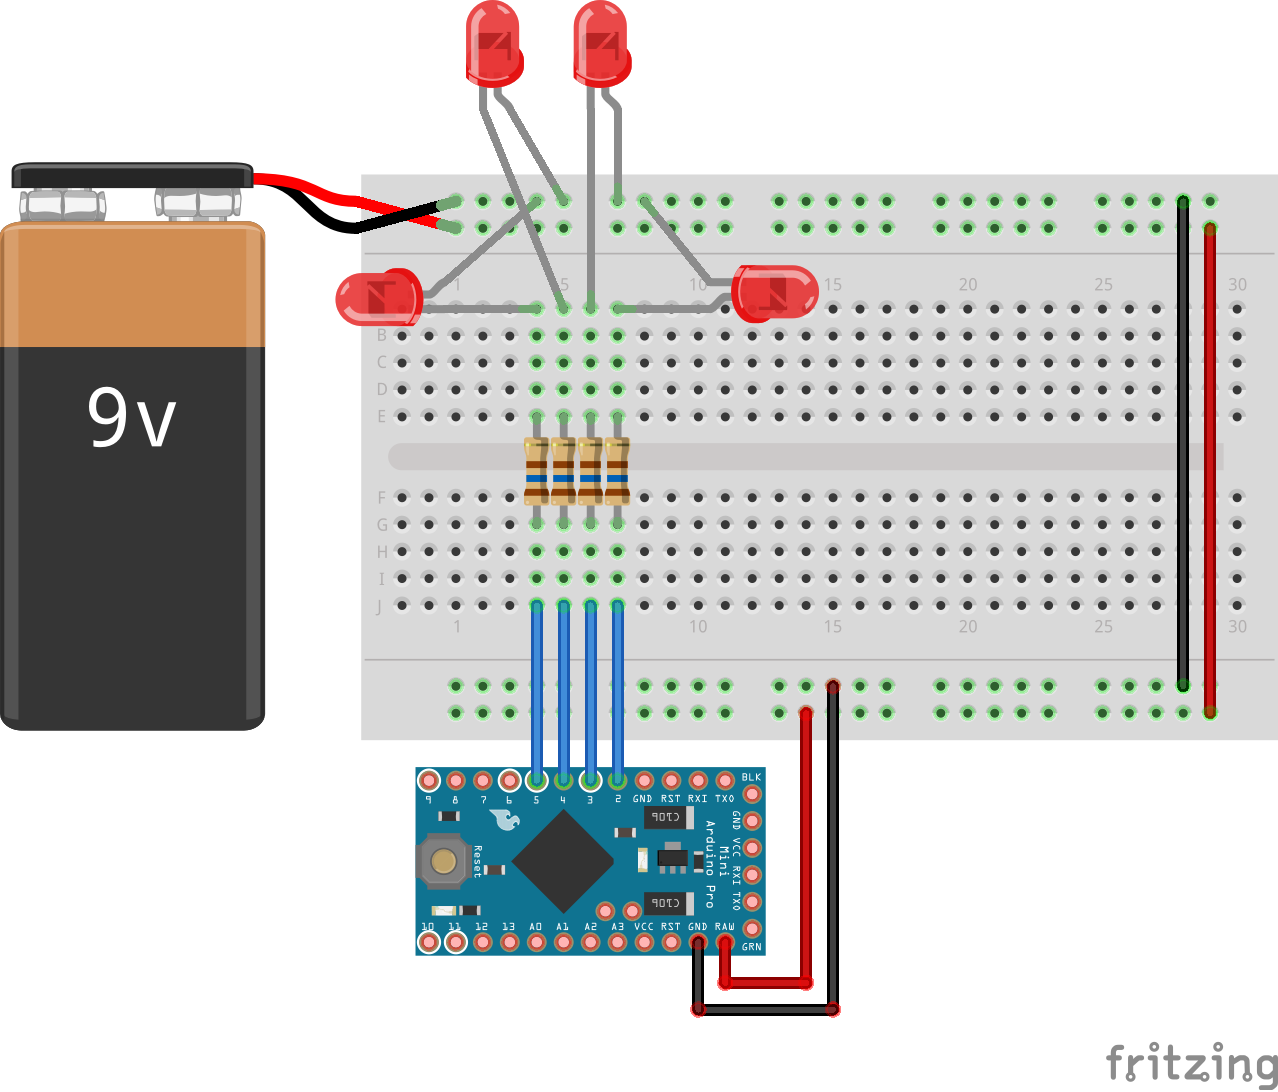 9v
1 5 10 15 20 25 30
B
C
D
E
F
G
H
I
J
1 10 15 20 25 30
BLK
9 8 7 6 5 4 3 2 GND RST RXI TXO
GND VCC RXI TXO
Arduino Pro
Mini
Reset
10 11 12 13 A0 A1 A2 A3 VCC RST GND RAW
GRN
fritzing